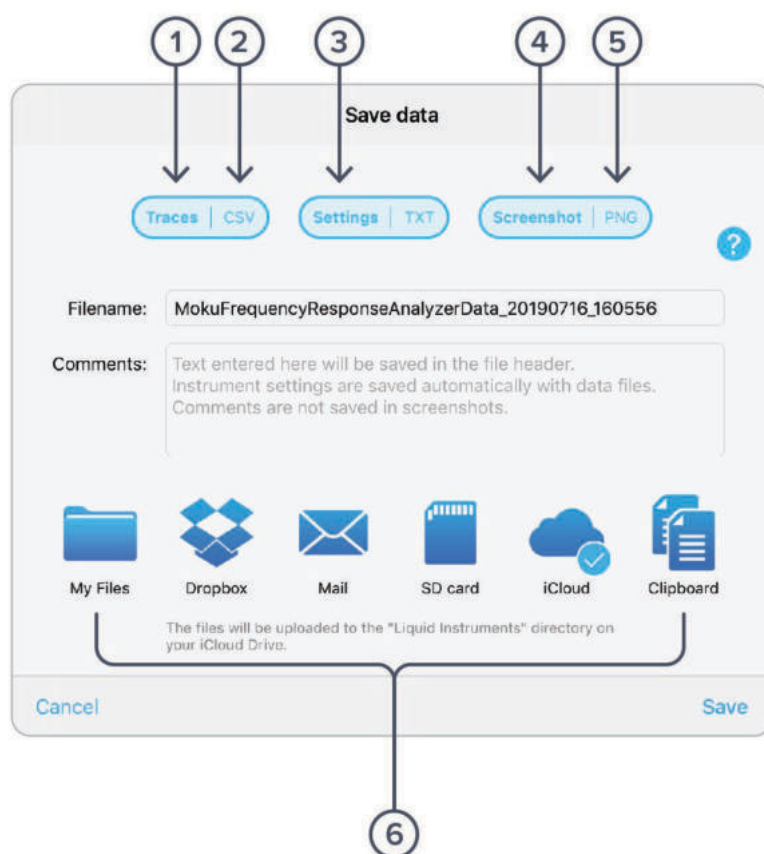 1 2 3 4 5
Save data
Traces | CSV Settings | TXT Screenshot | PNG
?
Filename: MokuFrequencyResponseAnalyzerData_20190716_160556
Comments: Text entered here will be saved in the file header.
Instrument settings are saved automatically with data files.
Comments are not saved in screenshots.
My Files Dropbox Mail SD card iCloud Clipboard
The files will be uploaded to the "Liquid Instruments" directory on
your iCloud Drive.
Cancel Save
6